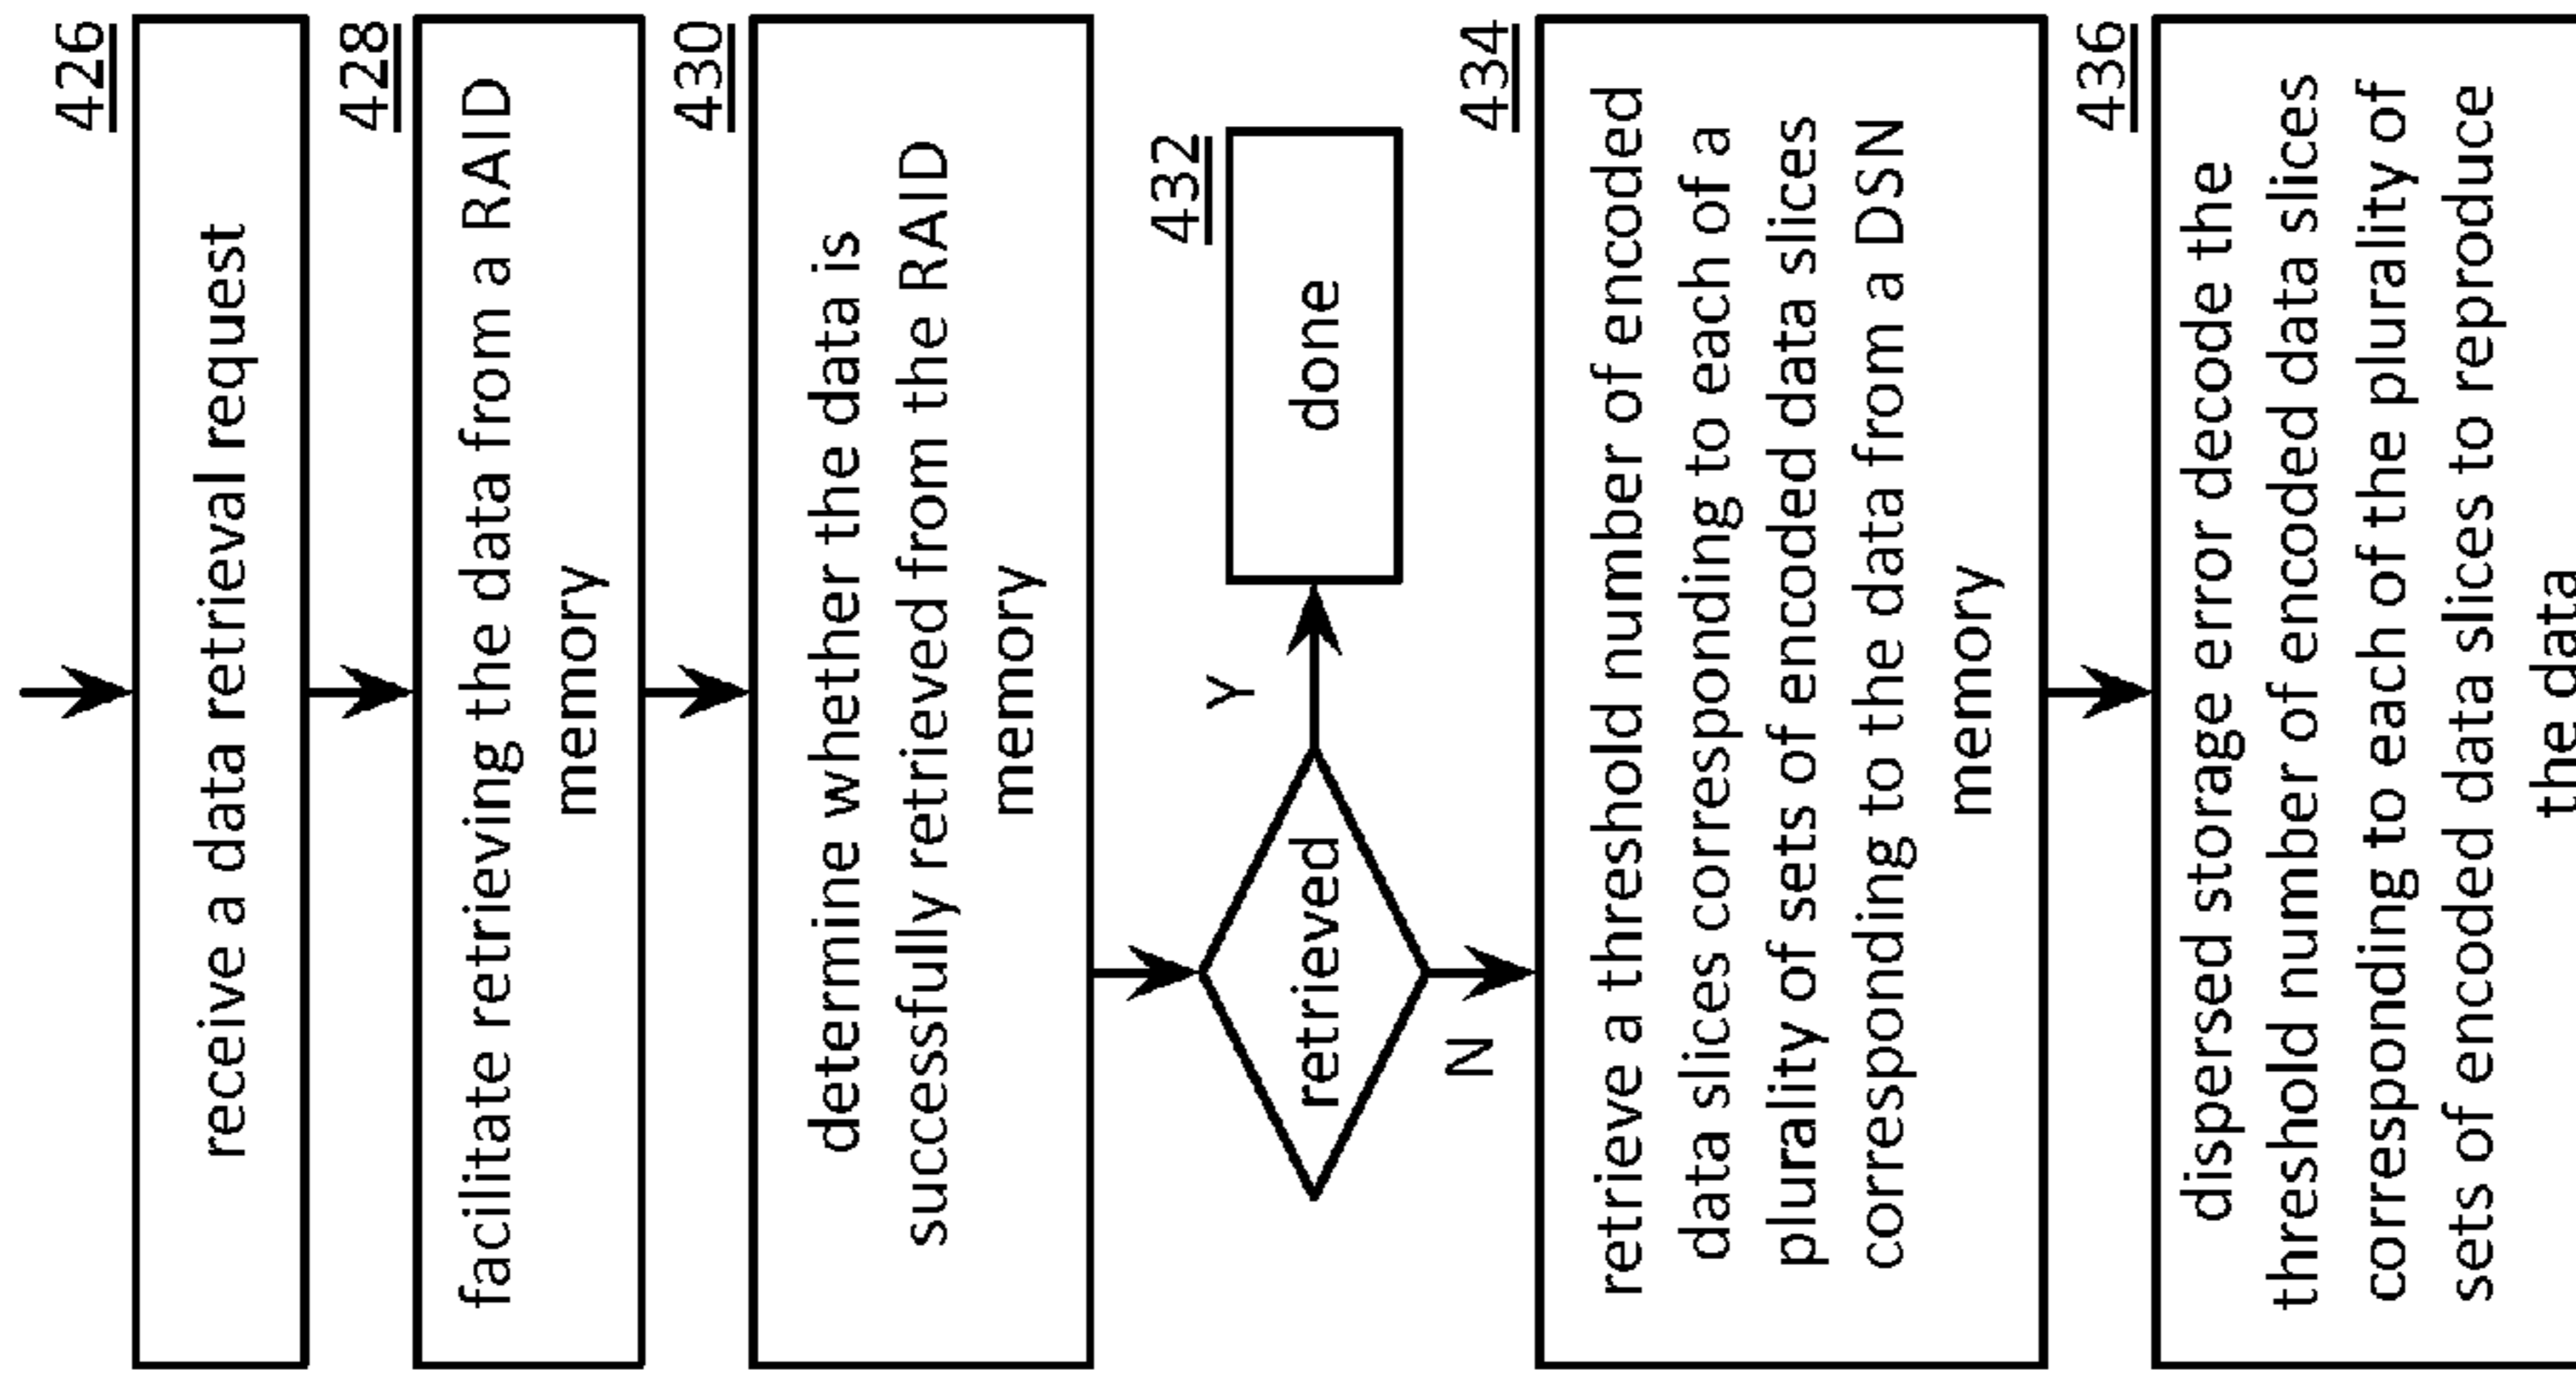 426
receive a data retrieval request
428
facilitate retrieving the data from a RAID
memory
430
determine whether the data is
successfully retrieved from the RAID
memory
retrieved
Y
432
done
N
434
retrieve a threshold number of encoded
data slices corresponding to each of a
plurality of sets of encoded data slices
corresponding to the data from a DSN
memory
436
dispersed storage error decode the
threshold number of encoded data slices
corresponding to each of the plurality of
sets of encoded data slices to reproduce
the data